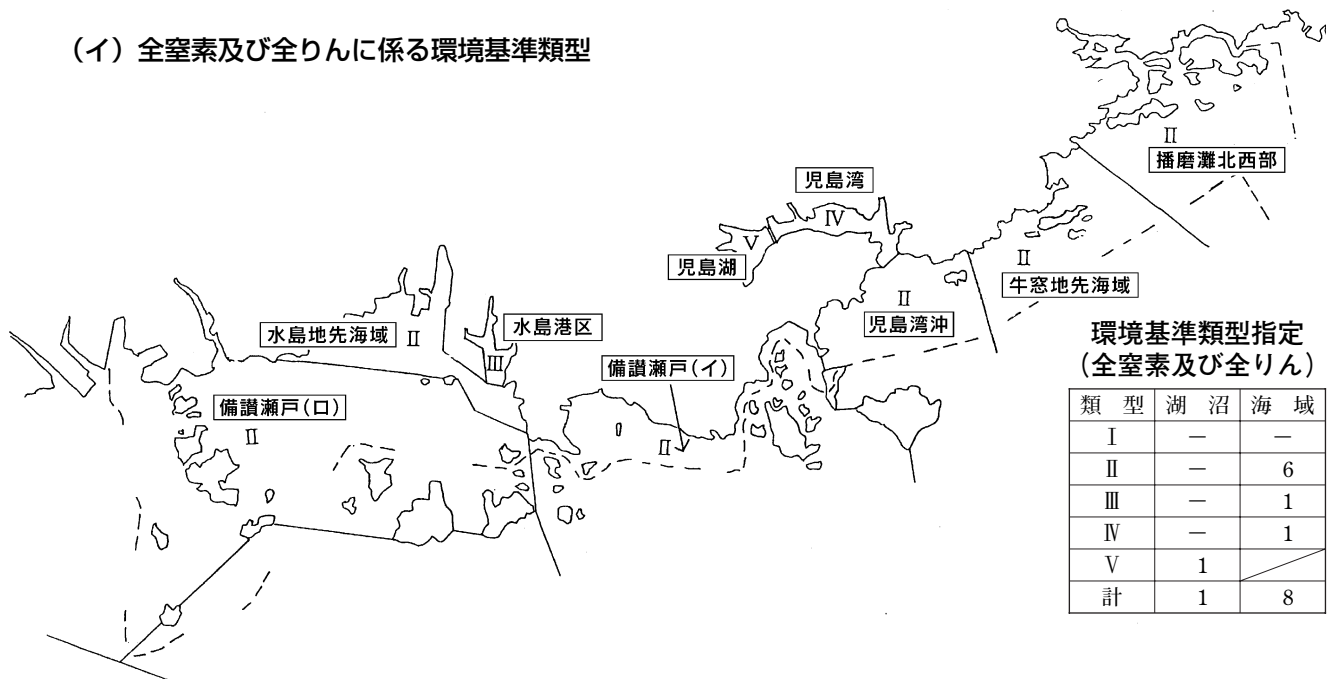 （イ）全窒素及び全りんに係る環境基準類型
Ⅱ
播磨灘北西部
児島湾
Ⅳ
Ⅴ
児島湖
Ⅱ
牛窓地先海域
Ⅱ
児島湾沖
水島地先海域
Ⅱ
水島港区
Ⅲ
備讃瀬戸(イ)
Ⅱ
備讃瀬戸(ロ)
Ⅱ
環境基準類型指定
（全窒素及び全りん）
類 型 湖 沼 海 域
Ⅰ － －
Ⅱ － 6
Ⅲ － 1
Ⅳ － 1
Ⅴ 1
計 1 8